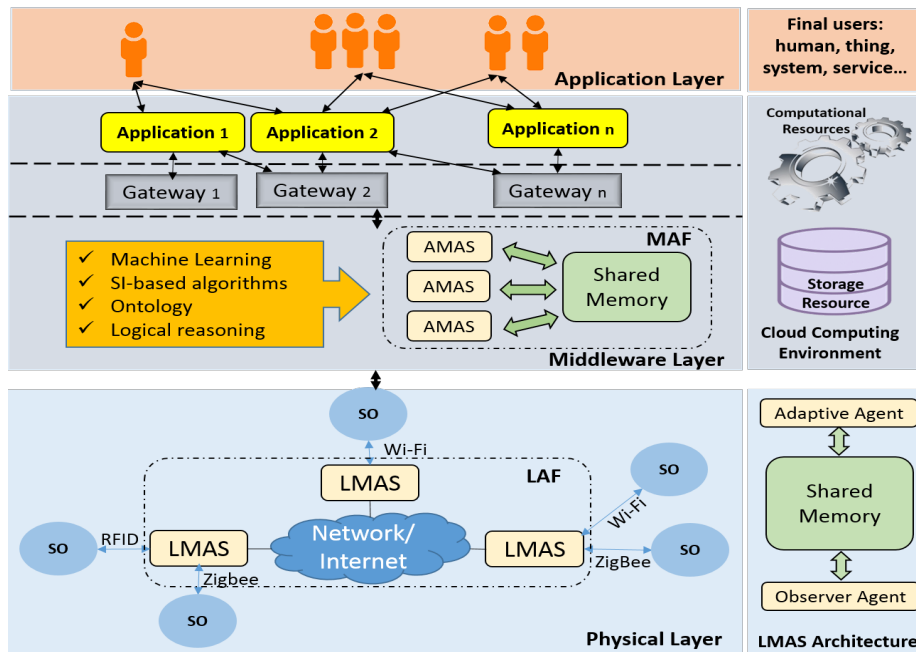 Final users:
human, thing,
system, service...
Application Layer
Application 1
Application 2
Application n
Gateway 1
Gateway 2
Gateway n
Computational
Resources
✓ Machine Learning
✓ SI-based algorithms
✓ Ontology
✓ Logical reasoning
MAF
AMAS
AMAS
AMAS
Shared
Memory
Middleware Layer
Storage
Resource
Cloud Computing
Environment
SO
Wi-Fi
LAF
LMAS
SO
Wi-Fi
SO
RFID
LMAS
Network/
Internet
LMAS
ZigBee
SO
Zigbee
SO
Physical Layer
Adaptive Agent
Shared
Memory
Observer Agent
LMAS Architecture